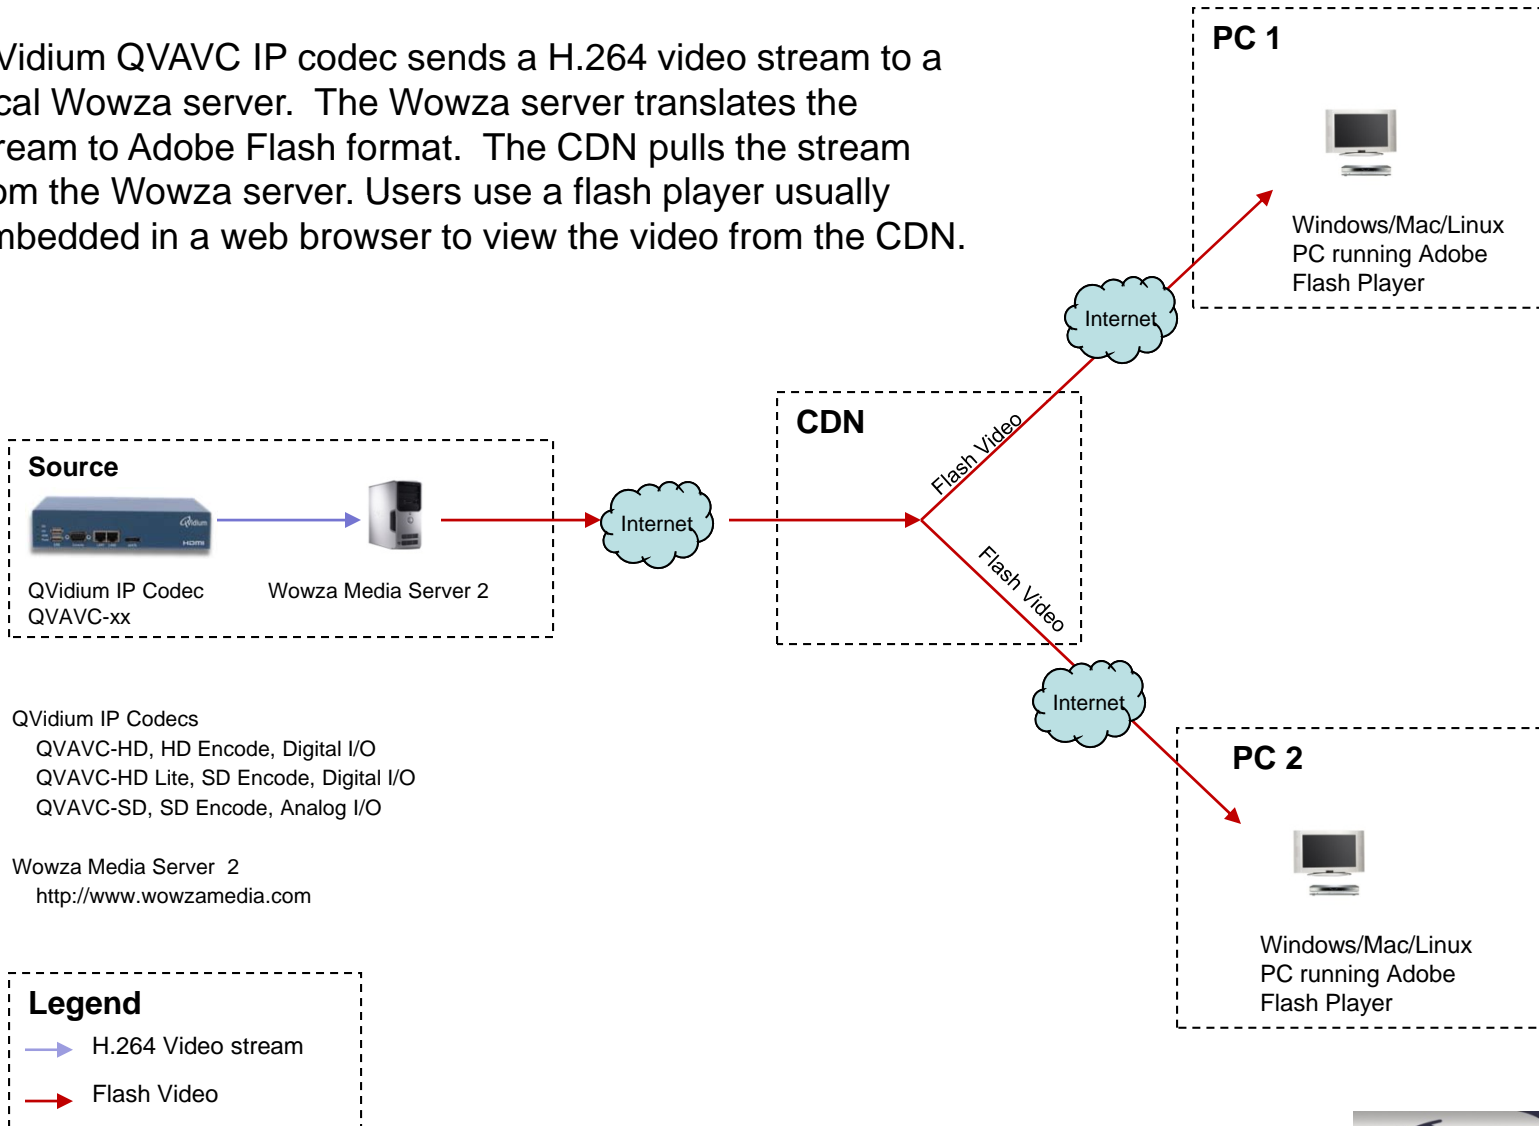 Vidium QVAVC IP codec sends a H.264 video stream to a
cal Wowza server. The Wowza server translates the
ream to Adobe Flash format. The CDN pulls the stream
om the Wowza server. Users use a flash player usually
mbedded in a web browser to view the video from the CDN.
PC 1
Windows/Mac/Linux
PC running Adobe
Flash Player
Internet
CDN
Flash Video
Flash Video
Source
QVidium
HDMI
QVidium IP Codec
QVAVC-xx
Wowza Media Server 2
Internet
Internet
PC 2
Windows/Mac/Linux
PC running Adobe
Flash Player
QVidium IP Codecs
QVAVC-HD, HD Encode, Digital I/O
QVAVC-HD Lite, SD Encode, Digital I/O
QVAVC-SD, SD Encode, Analog I/O
Wowza Media Server 2
http://www.wowzamedia.com
Legend
H.264 Video stream
Flash Video